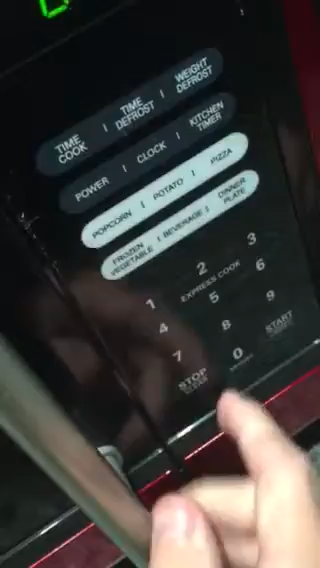 TIME COOK | TIME DEFROST | WEIGHT DEFROST
POWER | CLOCK | KITCHEN TIMER
POPCORN | POTATO | PIZZA
FROZEN VEGETABLE | BEVERAGE | DINNER PLATE
1 2 3
EXPRESS COOK
4 5 6
7 8 9
STOP 0 START